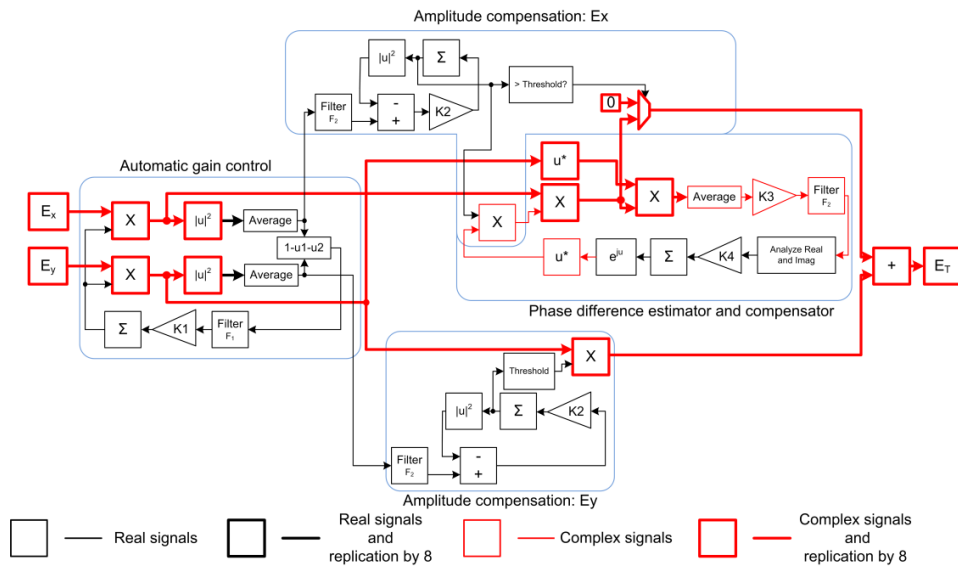 Amplitude compensation: Ex
|u|²
Σ
> Threshold?
0
Filter
F₂
-
+
K2
Automatic gain control
u*
Eₓ
X
|u|²
Average
X
X
Average
K3
Filter
F₂
X
1-u1-u2
E_y
X
|u|²
Average
u*
e^ju
Σ
K4
Analyze Real
and Imag
+
E_T
Σ
K1
Filter
F₁
Phase difference estimator and compensator
X
Threshold
|u|²
Σ
K2
Filter
F₂
-
+
Amplitude compensation: Ey
Real signals
Real signals
and
replication by 8
Complex signals
Complex signals
and
replication by 8